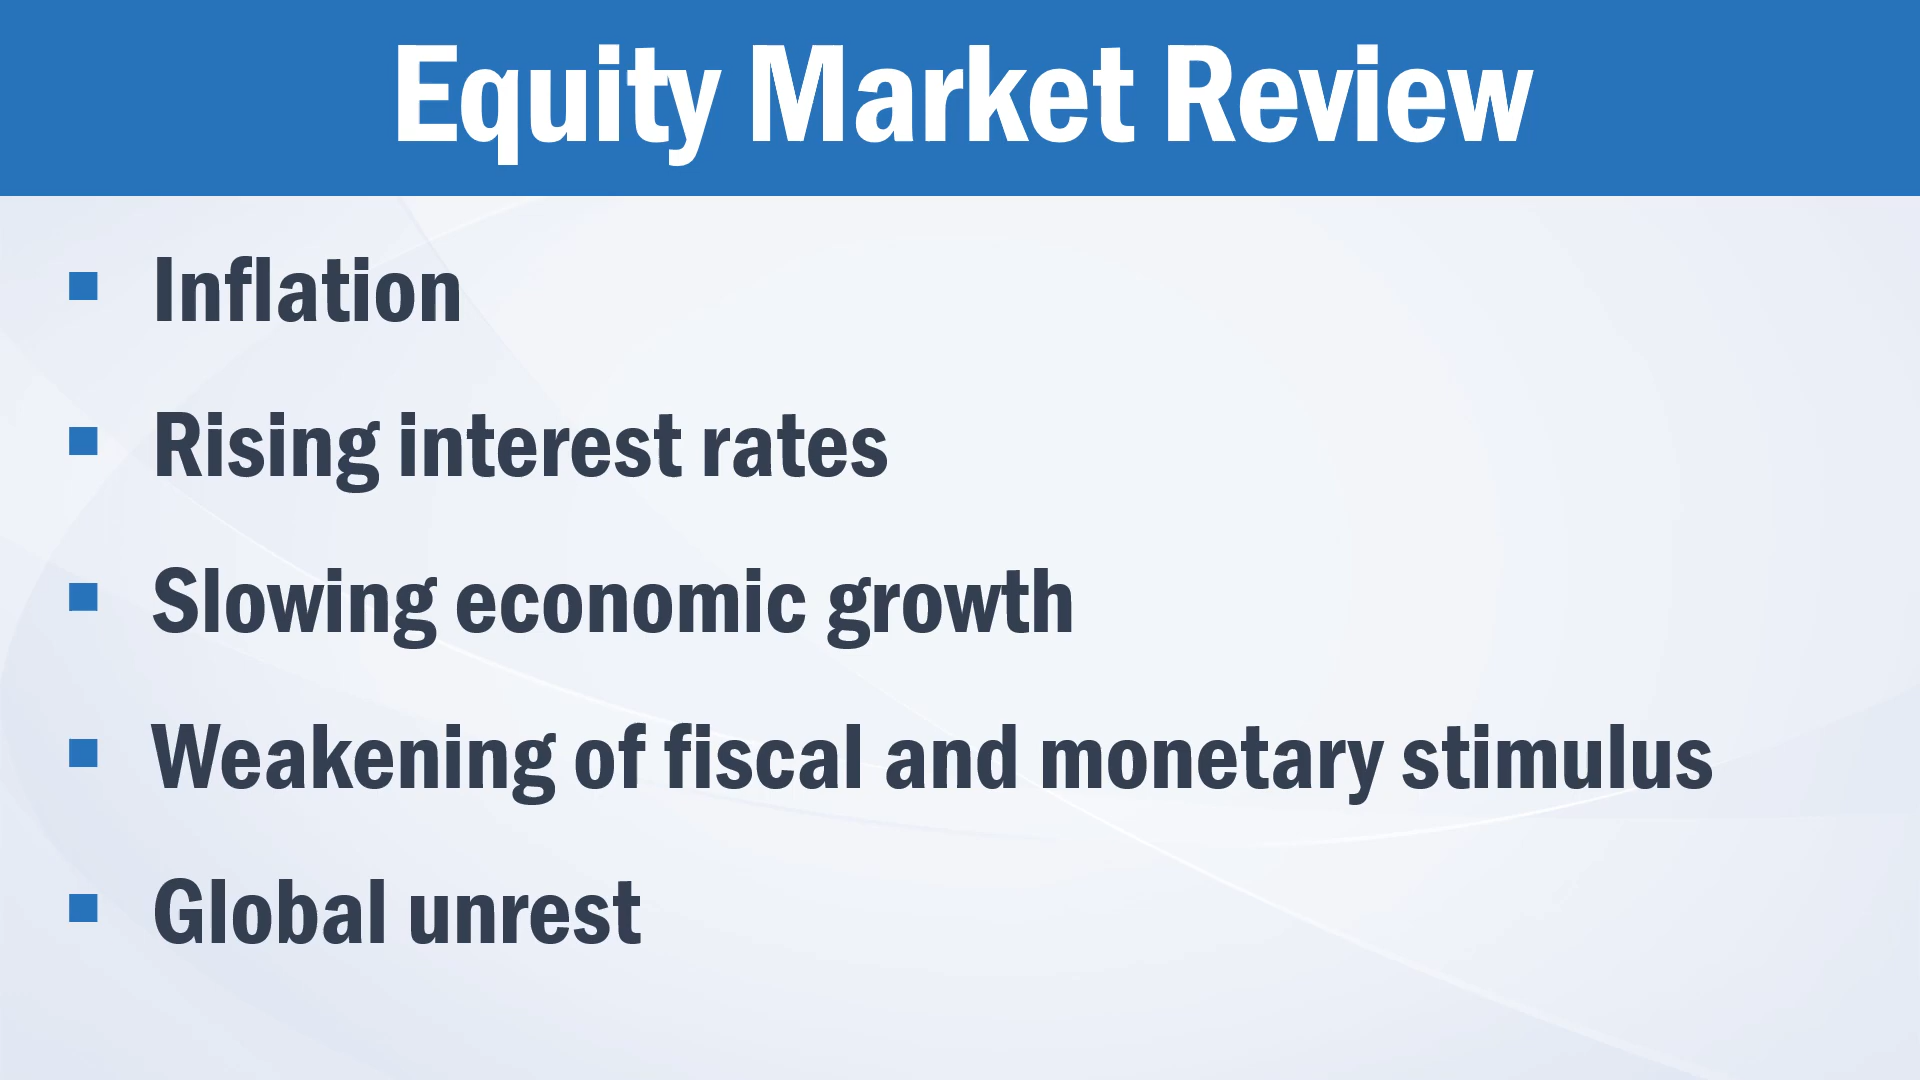 Equity Market Review
Inflation
Rising interest rates
Slowing economic growth
Weakening of fiscal and monetary stimulus
Global unrest